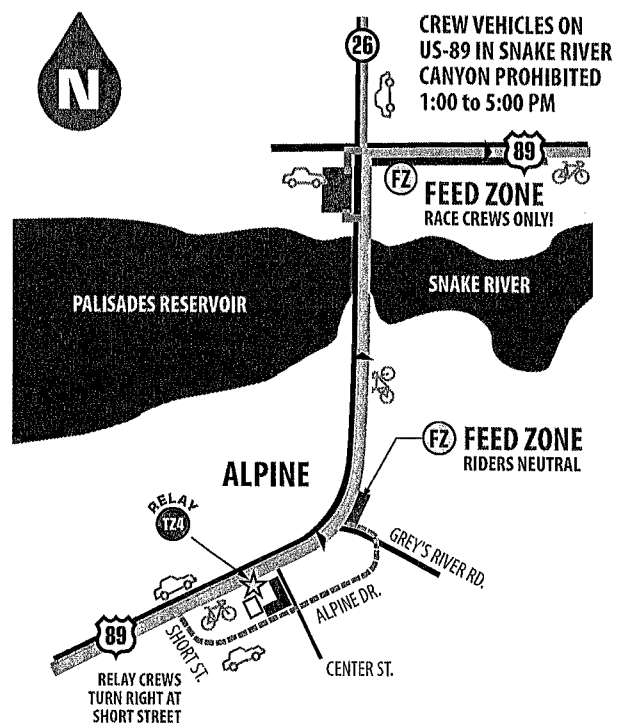 N
26
CREW VEHICLES ON
US-89 IN SNAKE RIVER
CANYON PROHIBITED
1:00 to 5:00 PM
89
FZ
FEED ZONE
RACE CREWS ONLY!
PALISADES RESERVOIR
SNAKE RIVER
FZ FEED ZONE
RIDERS NEUTRAL
ALPINE
RELAY
TZ4
GREY'S RIVER RD.
ALPINE DR.
SHORT ST.
CENTER ST.
89
RELAY CREWS
TURN RIGHT AT
SHORT STREET